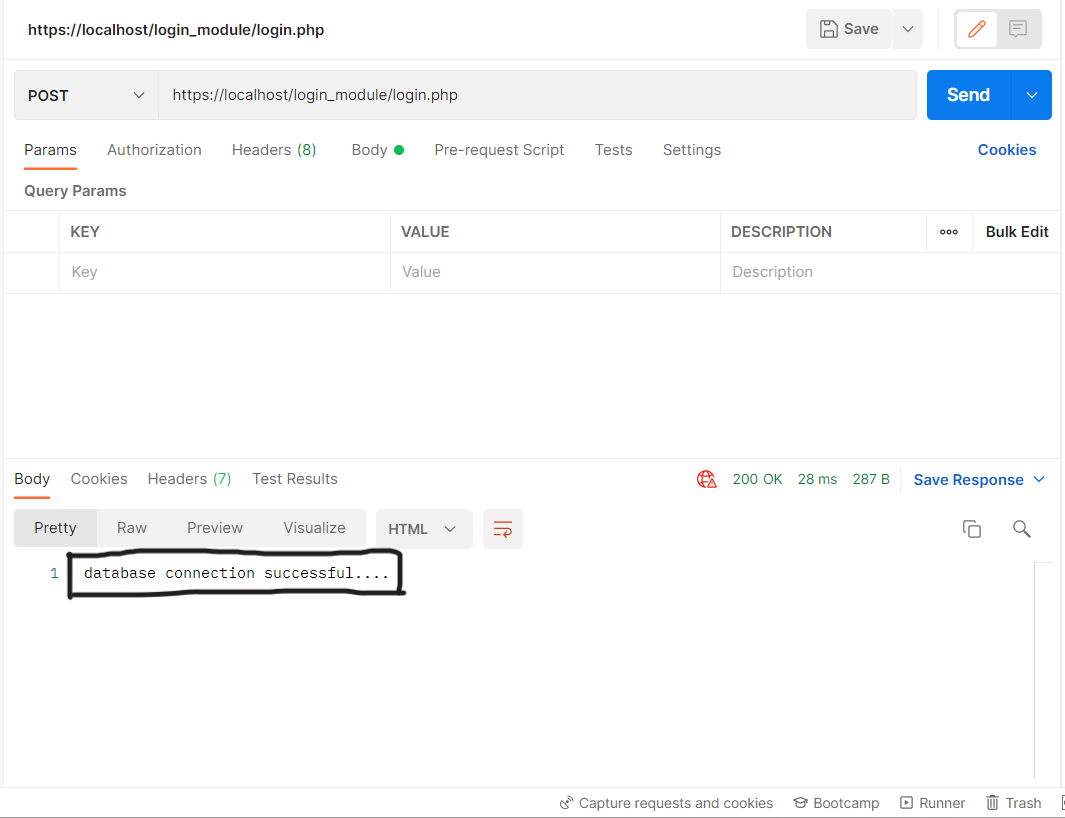 https://localhost/login_module/login.php
Save
POST
https://localhost/login_module/login.php
Send
Params Authorization Headers (8) Body Pre-request Script Tests Settings Cookies
Query Params
KEY VALUE DESCRIPTION ooo Bulk Edit
Key Value Description
Body Cookies Headers (7) Test Results 200 OK 28 ms 287 B Save Response
Pretty Raw Preview Visualize HTML
1 database connection successful....
Capture requests and cookies Bootcamp Runner Trash